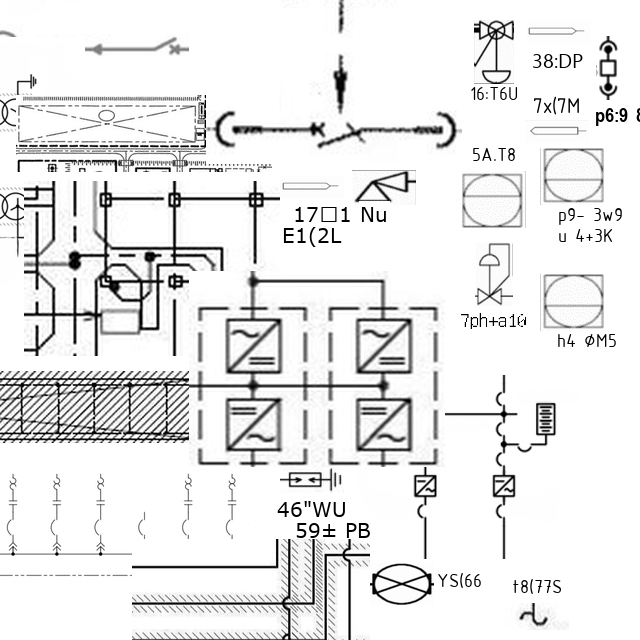 38:DP
16:T6U
7x(7M
p6:9 8
5A.T8
17□1 Nu
E1(2L
p9- 3w9
u 4+3K
7ph+a10
h4 ØM5
46"WU
59± PB
YS(66
t8(77S